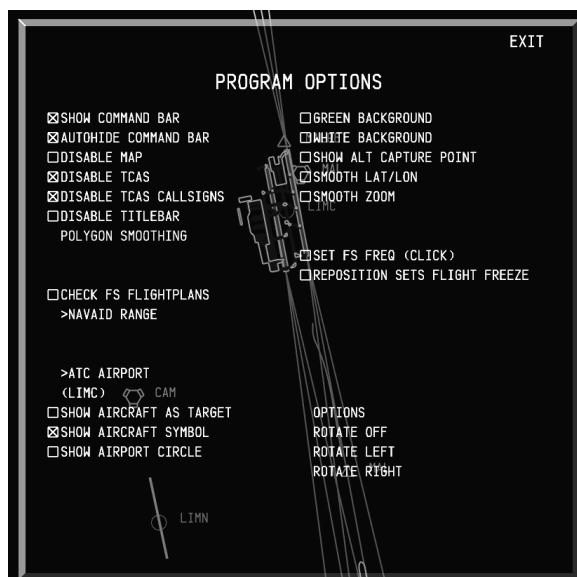 EXIT
PROGRAM OPTIONS
SHOW COMMAND BAR
AUTOHIDE COMMAND BAR
DISABLE MAP
DISABLE TCAS
DISABLE TCAS CALLSIGNS
DISABLE TITLEBAR
POLYGON SMOOTHING
CHECK FS FLIGHTPLANS
>NAVAID RANGE
>ATC AIRPORT
(LIMC)
SHOW AIRCRAFT AS TARGET
SHOW AIRCRAFT SYMBOL
SHOW AIRPORT CIRCLE
GREEN BACKGROUND
WHITE BACKGROUND
SHOW ALT CAPTURE POINT
SMOOTH LAT/LON
SMOOTH ZOOM
SET FS FREQ (CLICK)
REPOSITION SETS FLIGHT FREEZE
OPTIONS
ROTATE OFF
ROTATE LEFT
ROTATE RIGHT
MAL
LIMC
CAM
LIMN